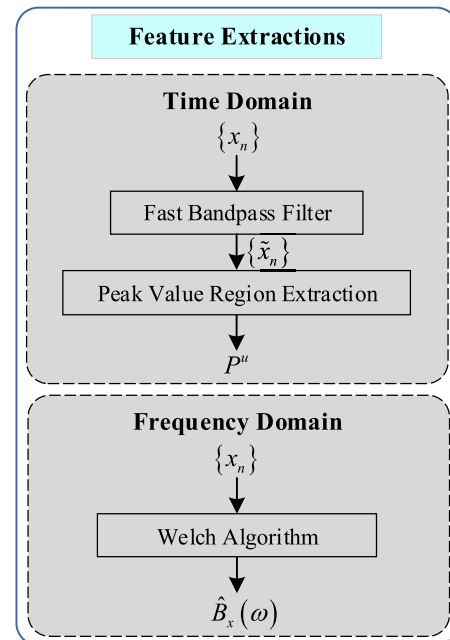 Feature Extractions
Time Domain
{x_n}
Fast Bandpass Filter
{x̃_n}
Peak Value Region Extraction
P^u
Frequency Domain
{x_n}
Welch Algorithm
B̂_x(ω)